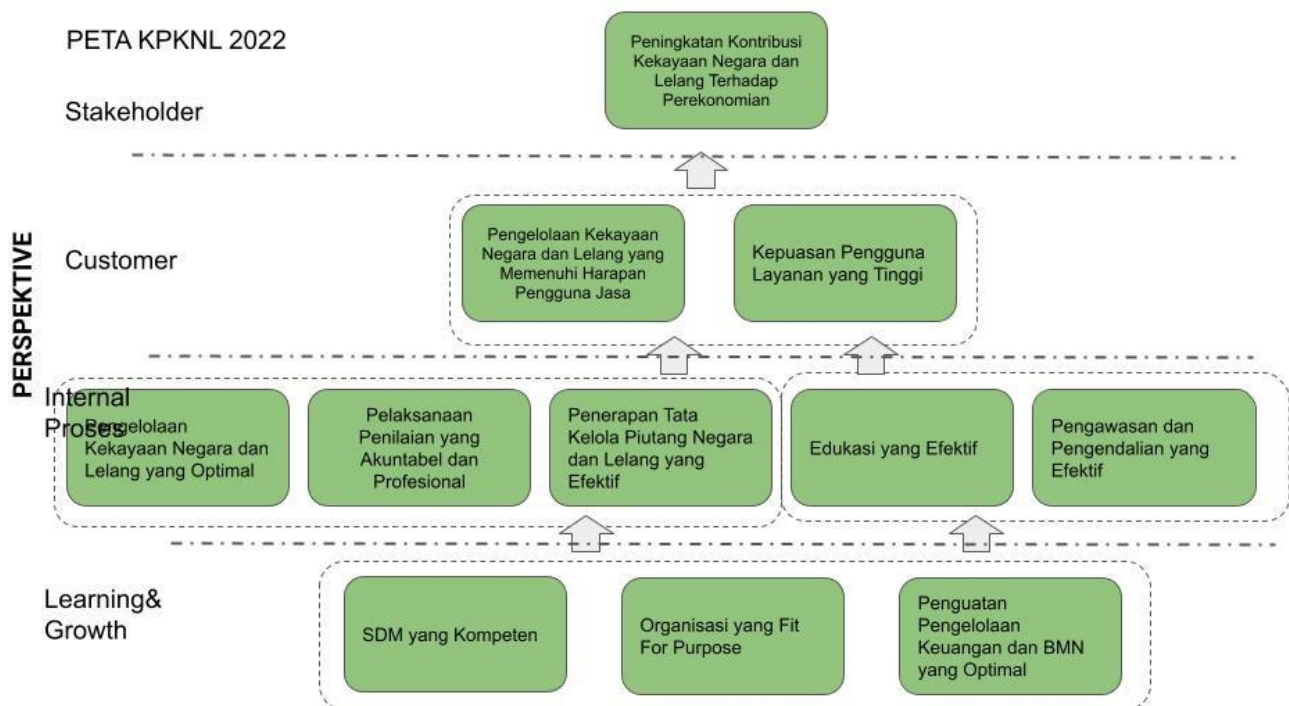 PETA KPKNL 2022
Stakeholder
Peningkatan Kontribusi
Kekayaan Negara dan
Lelang Terhadap
Perekonomian
PERSPEKTIVE
Customer
Pengelolaan Kekayaan
Negara dan Lelang yang
Memenuhi Harapan
Pengguna Jasa
Kepuasan Pengguna
Layanan yang Tinggi
Internal
Proses
Pengelolaan
Kekayaan Negara dan
Lelang yang Optimal
Pelaksanaan
Penilaian yang
Akuntabel dan
Profesional
Penerapan Tata
Kelola Piutang Negara
dan Lelang yang
Efektif
Edukasi yang Efektif
Pengawasan dan
Pengendalian yang
Efektif
Learning&
Growth
SDM yang Kompeten
Organisasi yang Fit
For Purpose
Penguatan
Pengelolaan
Keuangan dan BMN
yang Optimal